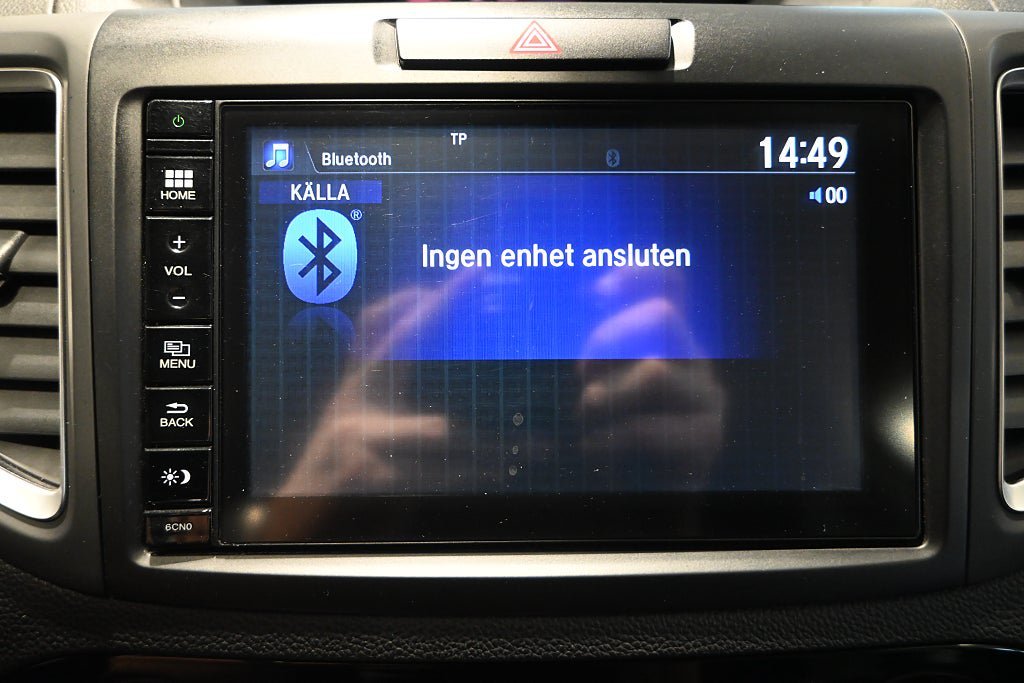 TP
Bluetooth
14:49
KÄLLA
00
®
Ingen enhet ansluten
HOME
+
VOL
−
MENU
BACK
6CN0